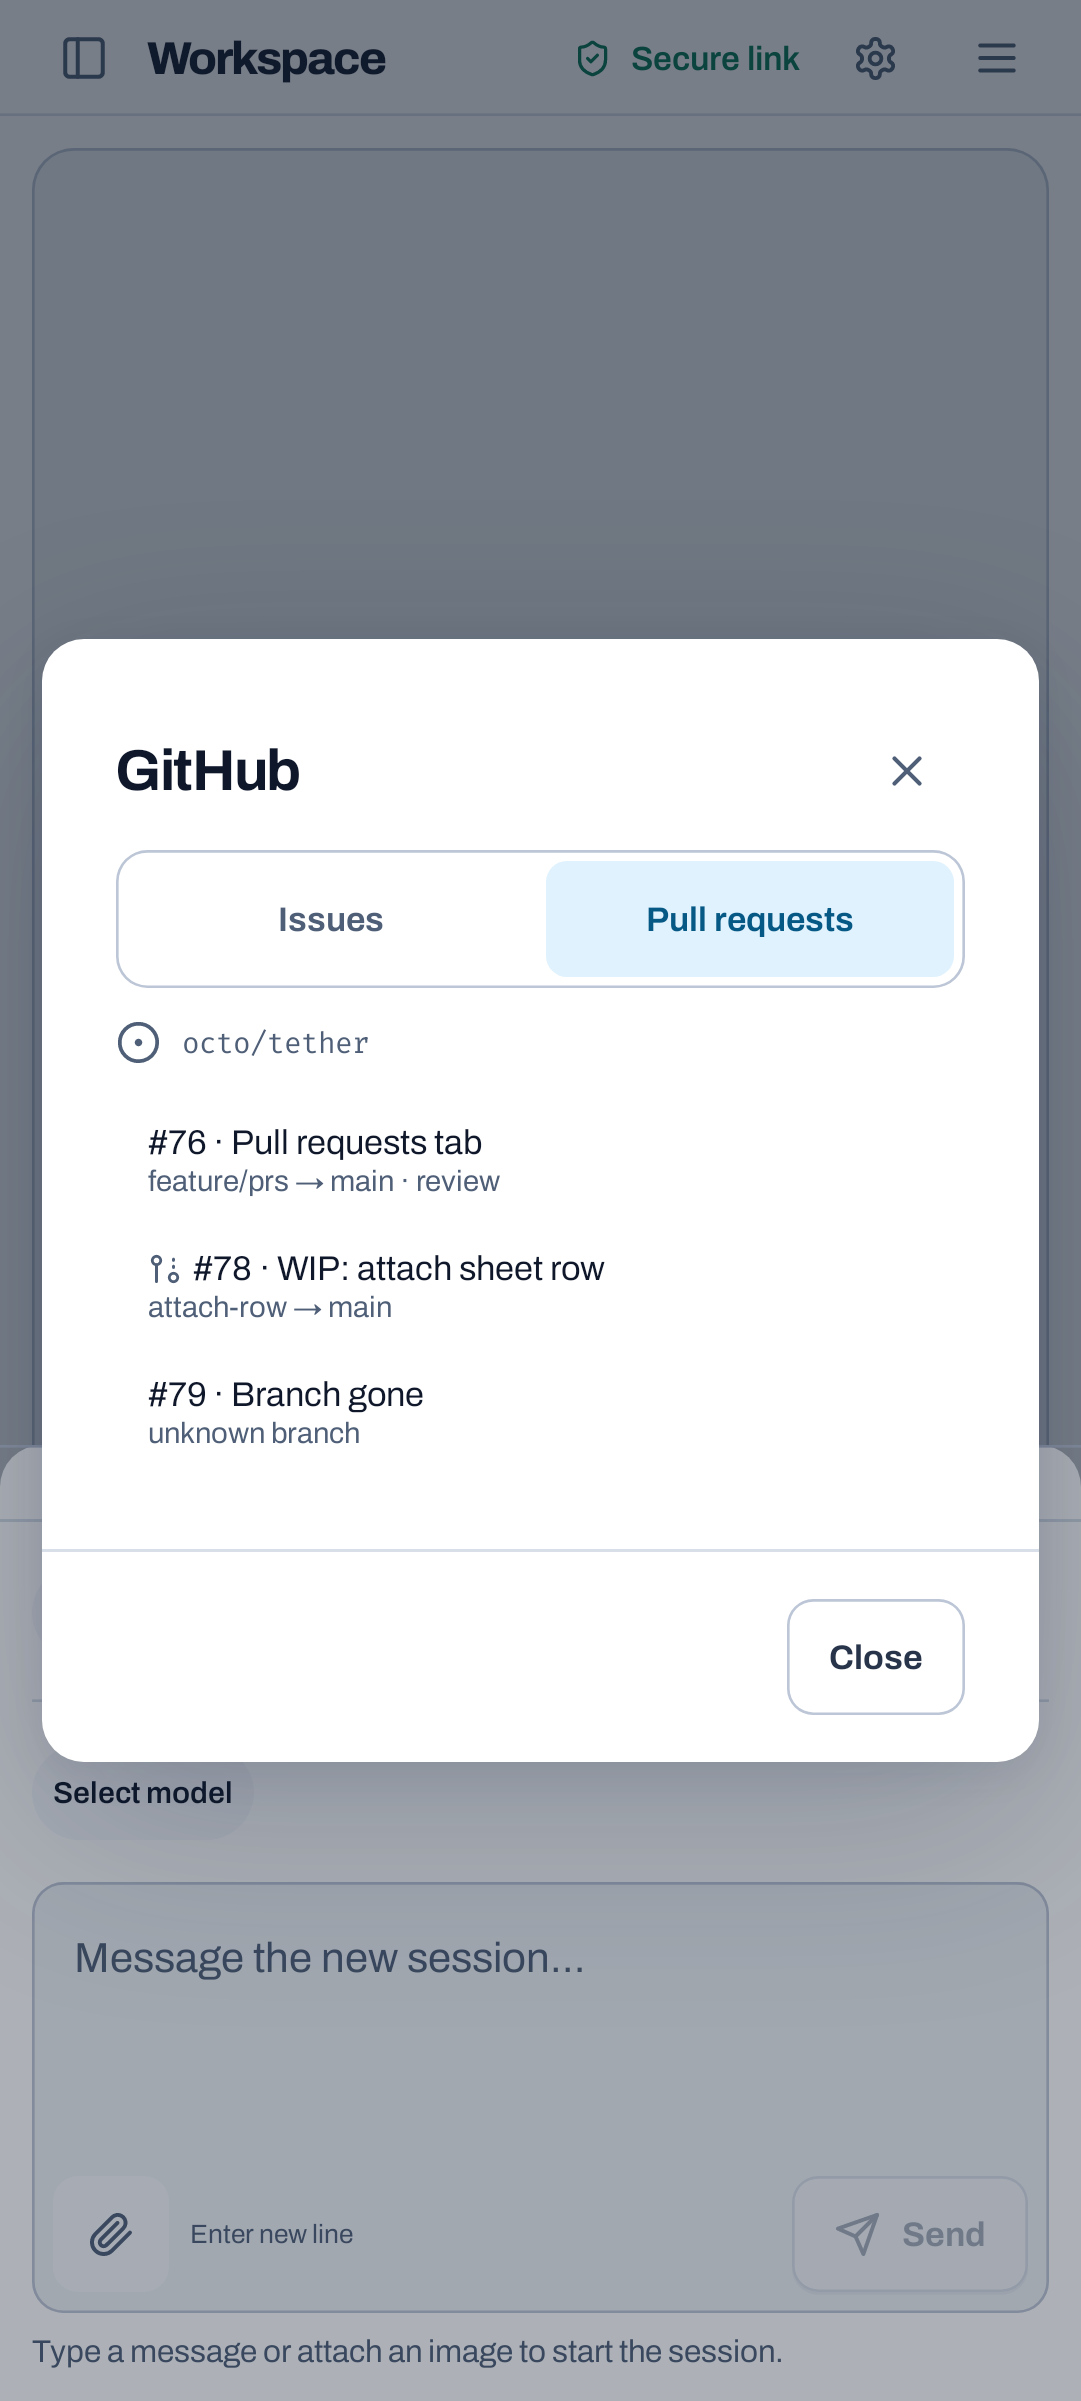 Workspace
Secure link
GitHub
Issues
Pull requests
octo/tether
#76 · Pull requests tab
feature/prs → main · review
#78 · WIP: attach sheet row
attach-row → main
#79 · Branch gone
unknown branch
Close
Select model
Message the new session...
Enter new line
Send
Type a message or attach an image to start the session.